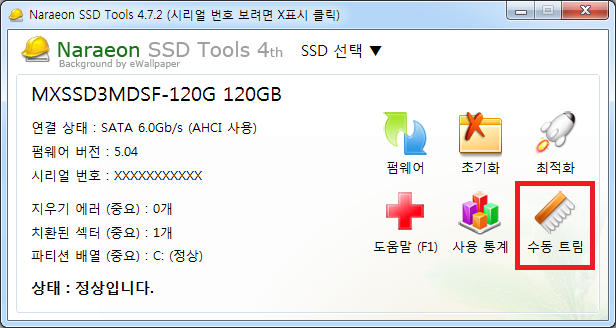 Naraeon SSD Tools 4.7.2 (시리얼 번호 보려면 X표시 클릭)
Naraeon SSD Tools 4th
Background by eWallpaper
SSD 선택 ▼
MXSSD3MDSF-120G 120GB
연결 상태 : SATA 6.0Gb/s (AHCI 사용)
펌웨어 버전 : 5.04
시리얼 번호 : XXXXXXXXXXX
지우기 에러 (중요) : 0개
치환된 섹터 (중요) : 1개
파티션 배열 (중요) : C: (정상)
상태 : 정상입니다.
펌웨어 초기화 최적화
도움말 (F1) 사용 통계 수동 트림